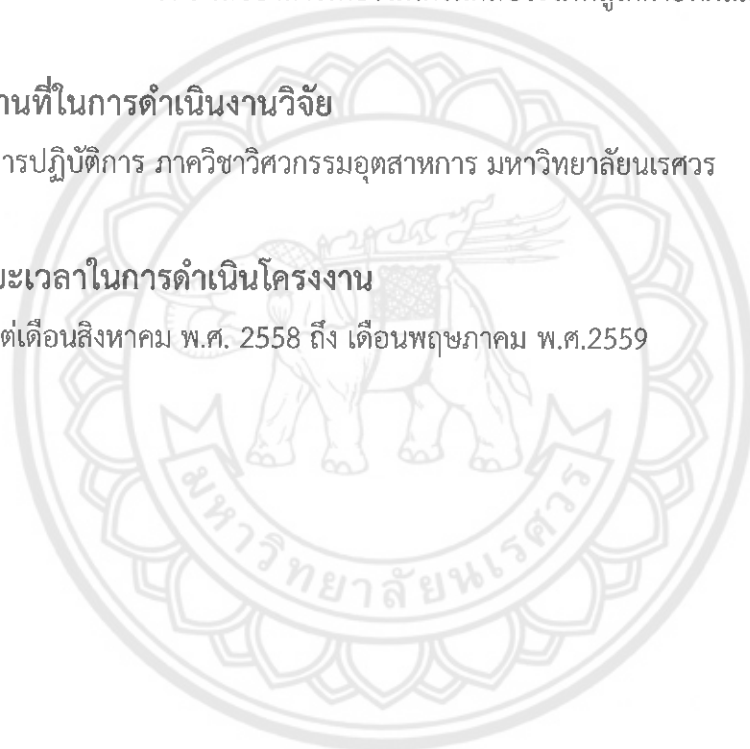 านที่ในการดำเนินงานวิจัย
ารปฏิบัติการ ภาควิชาวิศวกรรมอุตสาหการ มหาวิทยาลัยนเรศวร
ยะเวลาในการดำเนินโครงงาน
ต่เดือนสิงหาคม พ.ศ. 2558 ถึง เดือนพฤษภาคม พ.ศ.2559
มหาวิทยาลัยนเรศวร